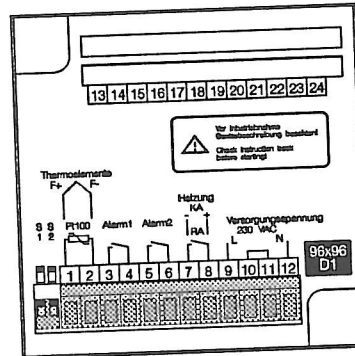 13 14 15 16 17 18 19 20 21 22 23 24
Vor Inbetriebnahme
Gerätebeschreibung beachten!
Check instruction book
before starting!
Thermoelemente
F+ F-
Heizung
KA
- +
S S
1 2
Pt100
Alarm1
Alarm2
RA
Versorgungsspannung
230 VAC
L N
96x96
D1
1 2 3 4 5 6 7 8 9 10 11 12